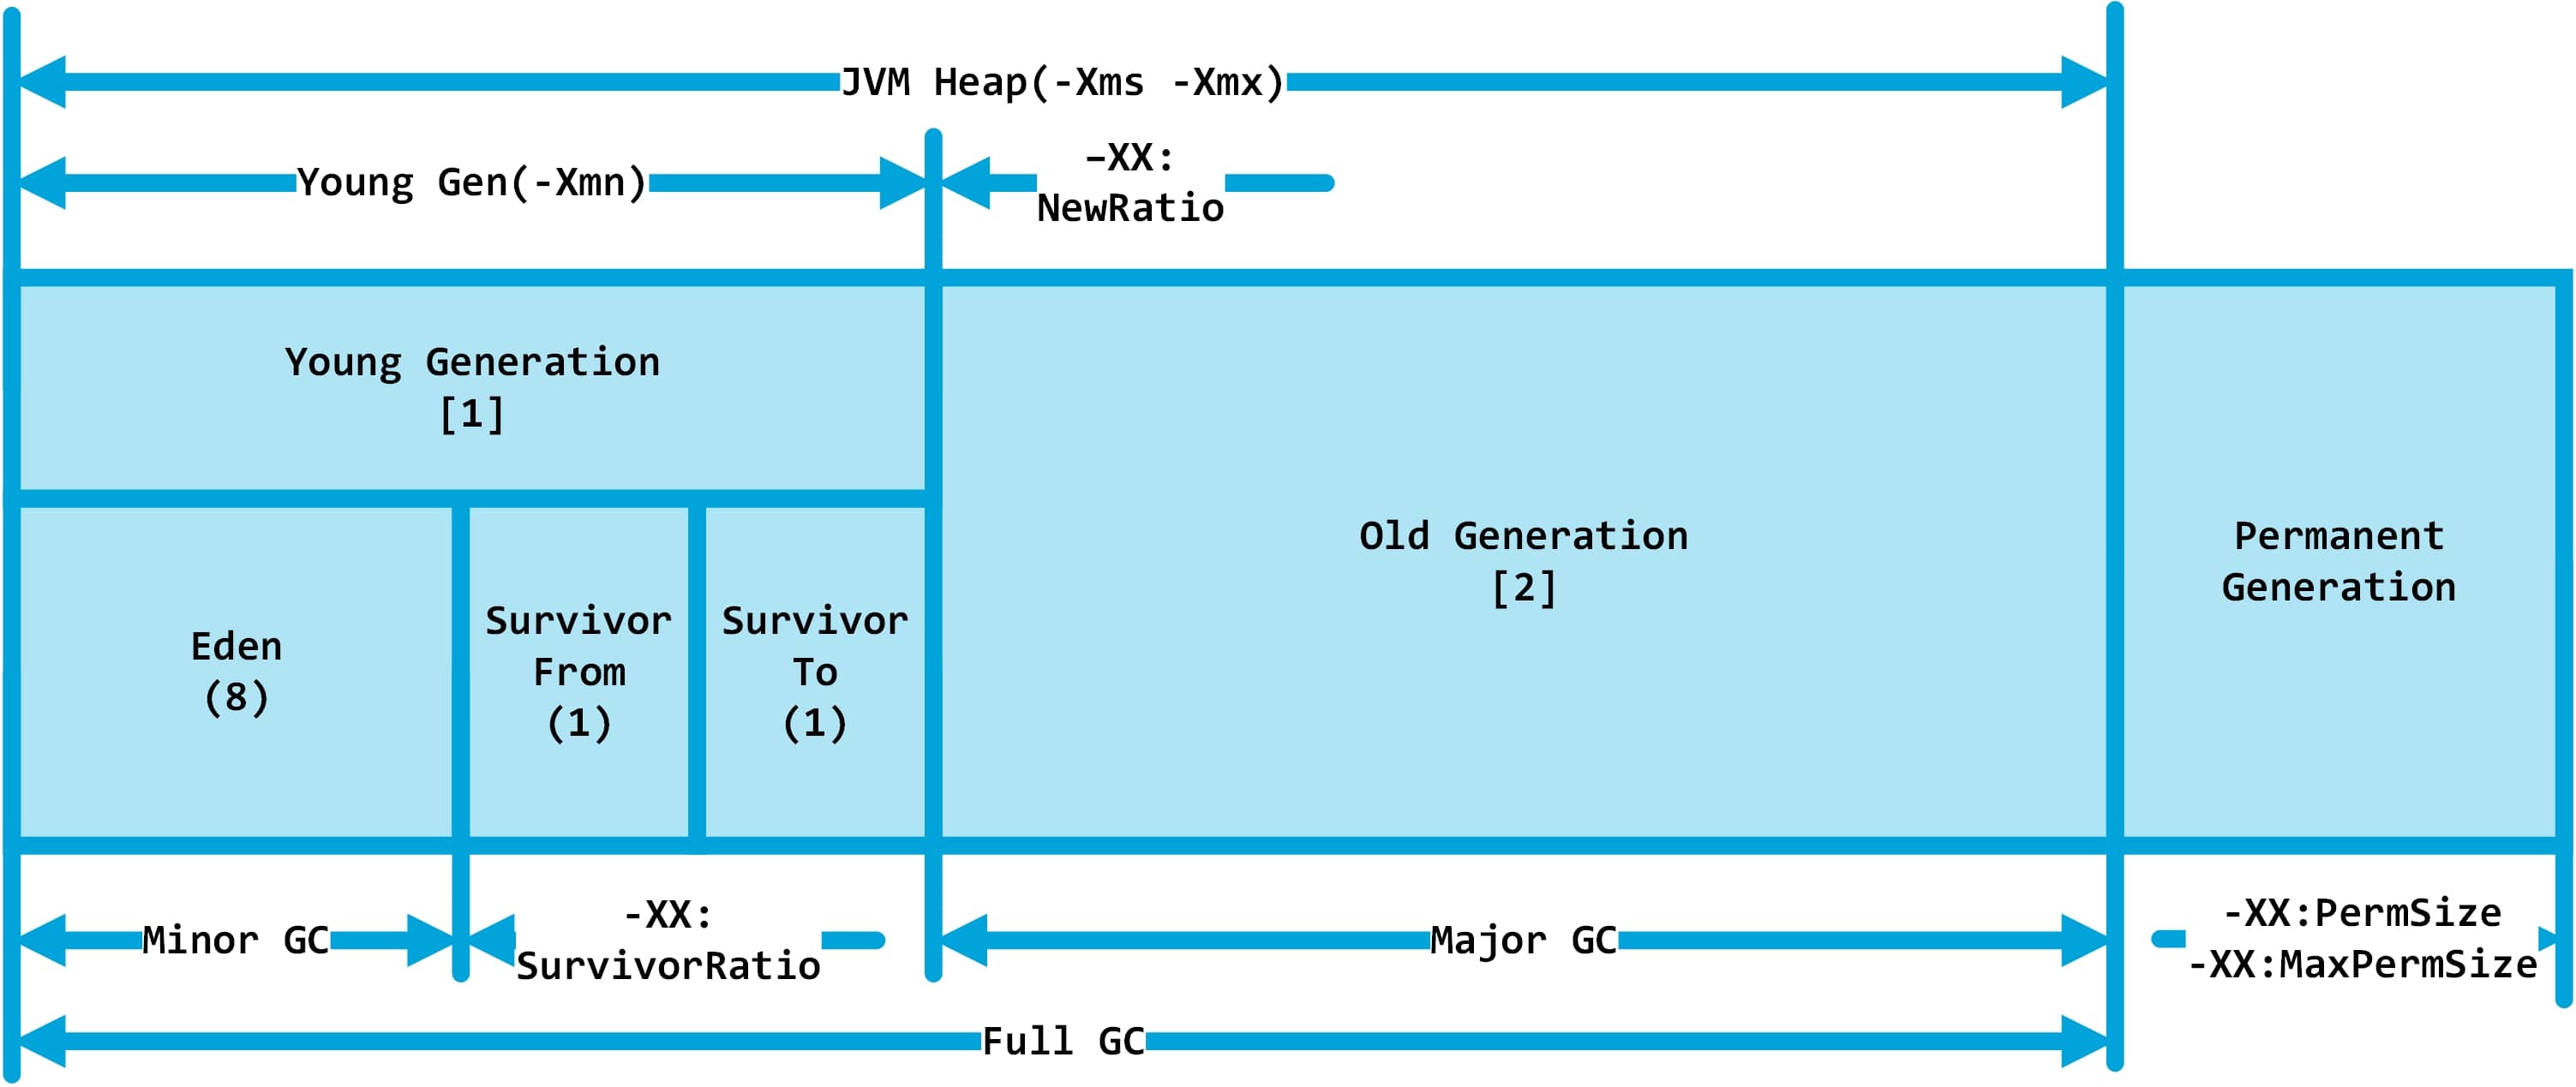 JVM Heap(-Xms -Xmx)
Young Gen(-Xmn)
–XX:
NewRatio
Young Generation
[1]
Old Generation
[2]
Permanent
Generation
Eden
(8)
Survivor
From
(1)
Survivor
To
(1)
Minor GC
-XX:
SurvivorRatio
Major GC
-XX:PermSize
-XX:MaxPermSize
Full GC